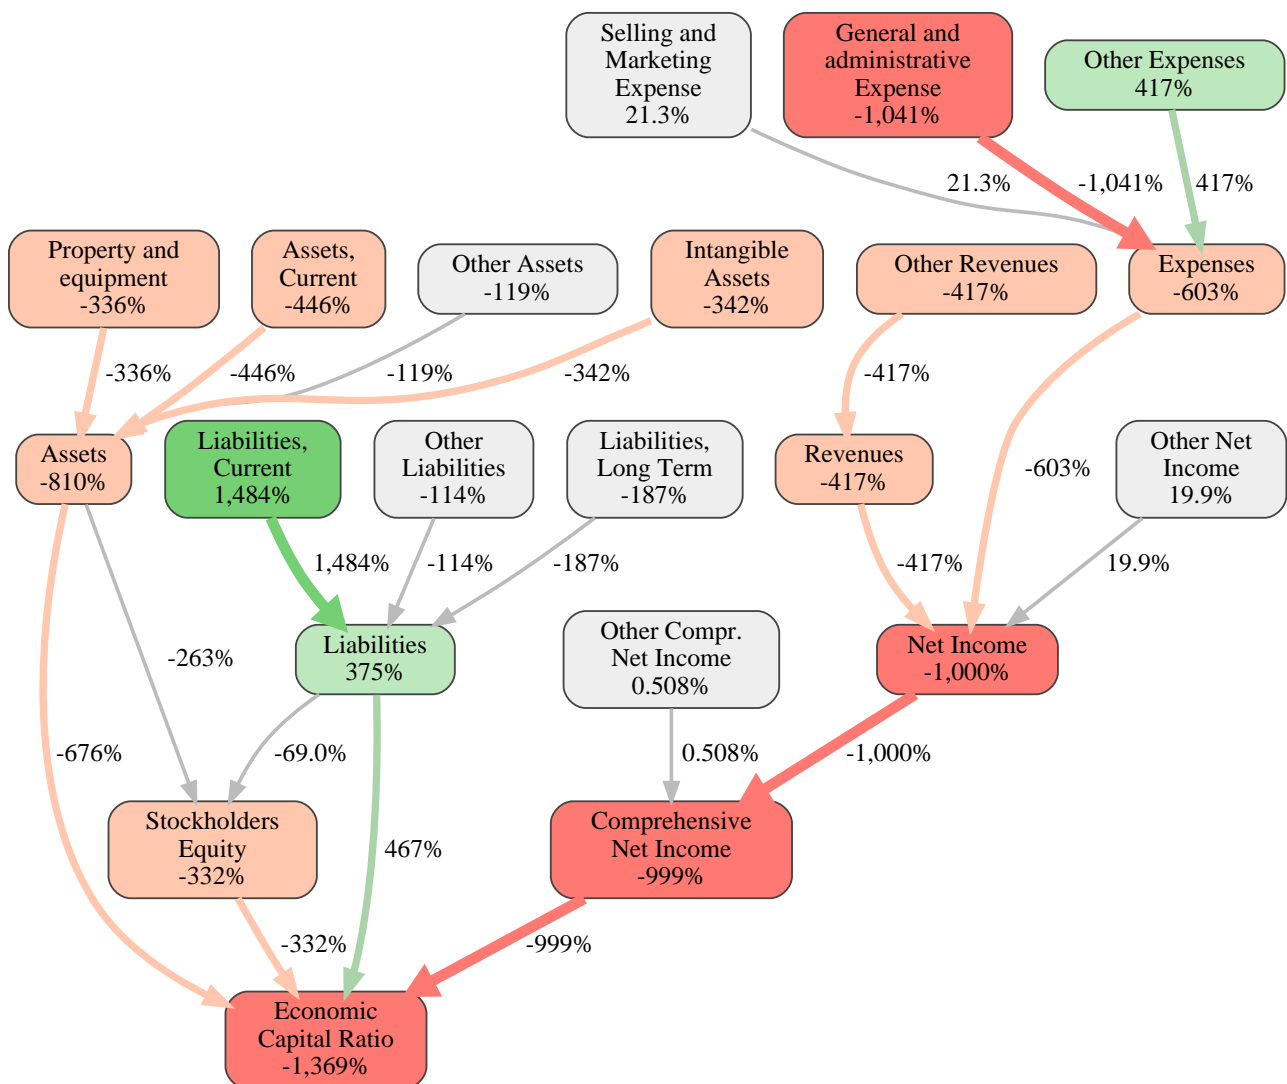 Selling and
Marketing
Expense
21.3%
General and
administrative
Expense
-1,041%
Other Expenses
417%
21.3%
-1,041%
417%
Property and
equipment
-336%
Assets,
Current
-446%
Other Assets
-119%
Intangible
Assets
-342%
Other Revenues
-417%
Expenses
-603%
-336%
-446%
-119%
-342%
-417%
-603%
Assets
-810%
Liabilities,
Current
1,484%
Other
Liabilities
-114%
Liabilities,
Long Term
-187%
Revenues
-417%
Other Net
Income
19.9%
1,484%
-114%
-187%
-417%
19.9%
-263%
Liabilities
375%
Other Compr.
Net Income
0.508%
Net Income
-1,000%
-676%
-69.0%
0.508%
-1,000%
Stockholders
Equity
-332%
467%
Comprehensive
Net Income
-999%
-332%
-999%
Economic
Capital Ratio
-1,369%